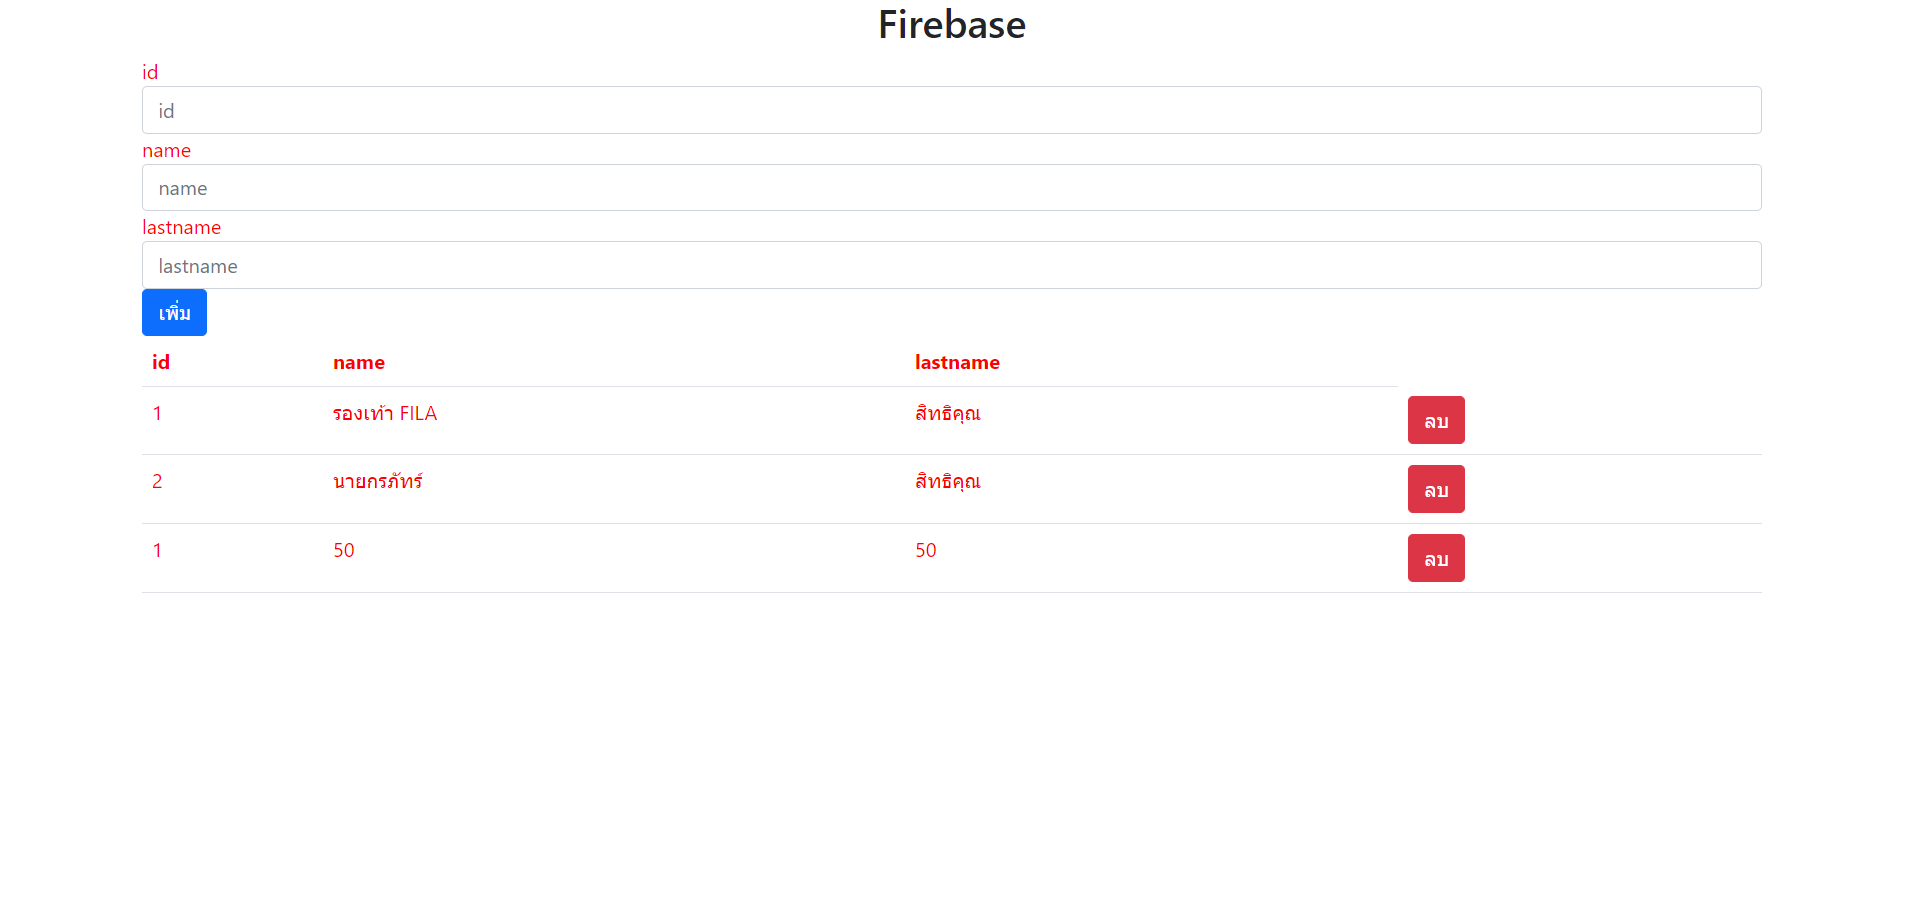 Firebase
id
id
name
name
lastname
lastname
เพิ่ม
id name lastname
1 รองเท้า FILA สิทธิคุณ ลบ
2 นายกรภัทร์ สิทธิคุณ ลบ
1 50 50 ลบ